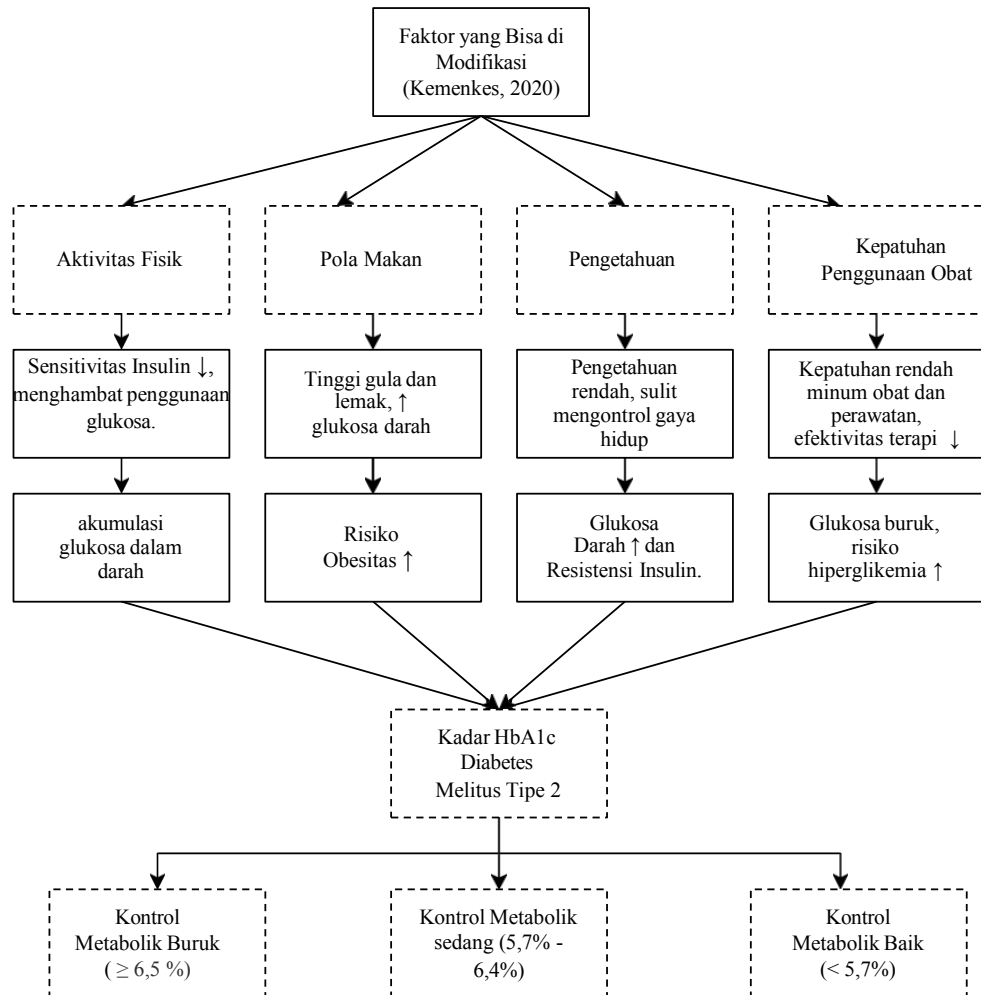 Faktor yang Bisa di
Modifikasi
(Kemenkes, 2020)
Aktivitas Fisik
Pola Makan
Pengetahuan
Kepatuhan
Penggunaan Obat
Sensitivitas Insulin ↓,
menghambat penggunaan
glukosa.
Tinggi gula dan
lemak, ↑
glukosa darah
Pengetahuan
rendah, sulit
mengontrol gaya
hidup
Kepatuhan rendah
minum obat dan
perawatan,
efektivitas terapi ↓
akumulasi
glukosa dalam
darah
Risiko
Obesitas ↑
Glukosa
Darah ↑ dan
Resistensi Insulin.
Glukosa buruk,
risiko
hiperglikemia ↑
Kadar HbA1c
Diabetes
Melitus Tipe 2
Kontrol
Metabolik Buruk
( ≥ 6,5 %)
Kontrol Metabolik
sedang (5,7% -
6,4%)
Kontrol
Metabolik Baik
(< 5,7%)